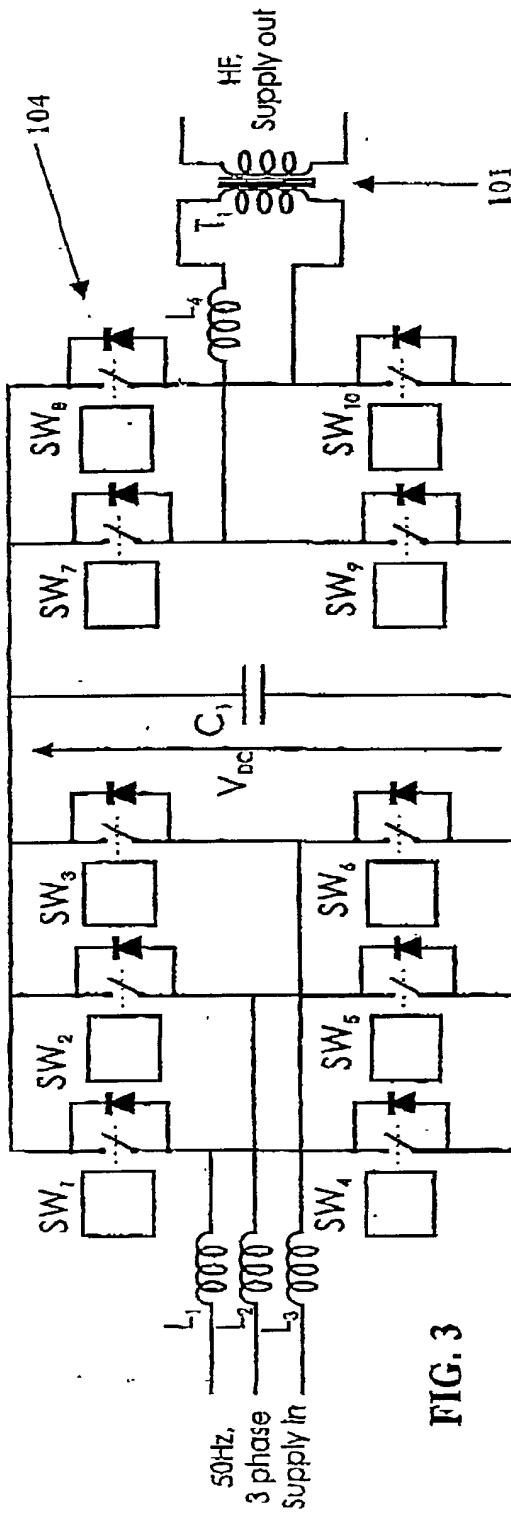 104
HF,
Supply out
101
T₁
L₄
SW₈
SW₁₀
SW₇
SW₉
C₁
V_DC
SW₃
SW₆
SW₂
SW₅
SW₁
SW₄
L₁
L₂
L₃
50Hz,
3 phase
Supply In
FIG. 3